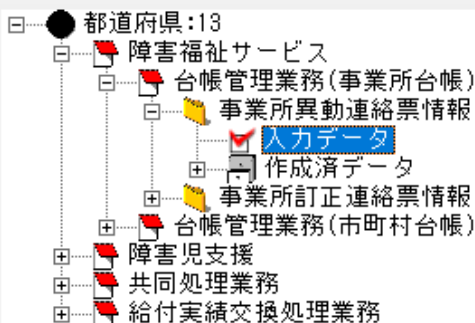 都道府県:13
障害福祉サービス
台帳管理業務(事業所台帳)
事業所異動連絡票情報
入力データ
作成済データ
事業所訂正連絡票情報
台帳管理業務(市町村台帳)
障害児支援
共同処理業務
給付実績交換処理業務